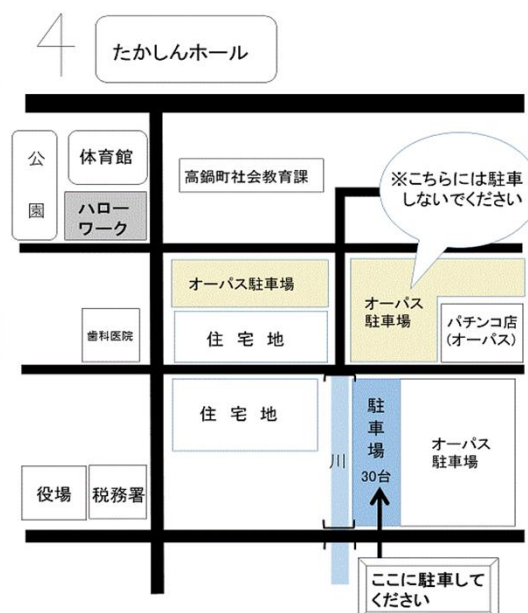 たかしんホール
公
園
体育館
ハロー
ワーク
高鍋町社会教育課
※こちらには駐車
しないでください
オーパス駐車場
オーパス
駐車場
パチンコ店
(オーパス)
歯科医院
住 宅 地
住 宅 地
川
駐
車
場
30台
オーパス
駐車場
役場
税務署
ここに駐車して
ください